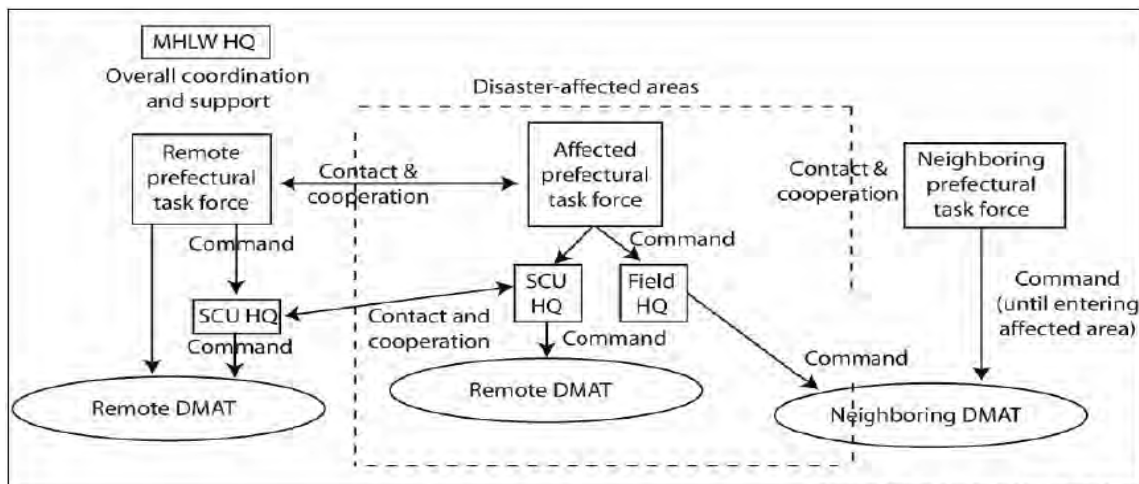 MHLW HQ
Overall coordination
and support
Disaster-affected areas
Remote
prefectural
task force
Contact &
cooperation
Affected
prefectural
task force
Contact &
cooperation
Neighboring
prefectural
task force
Command
Command
SCU HQ
SCU
HQ
Field
HQ
Command
(until entering
affected area)
Command
Contact and
cooperation
Command
Command
Remote DMAT
Remote DMAT
Neighboring DMAT